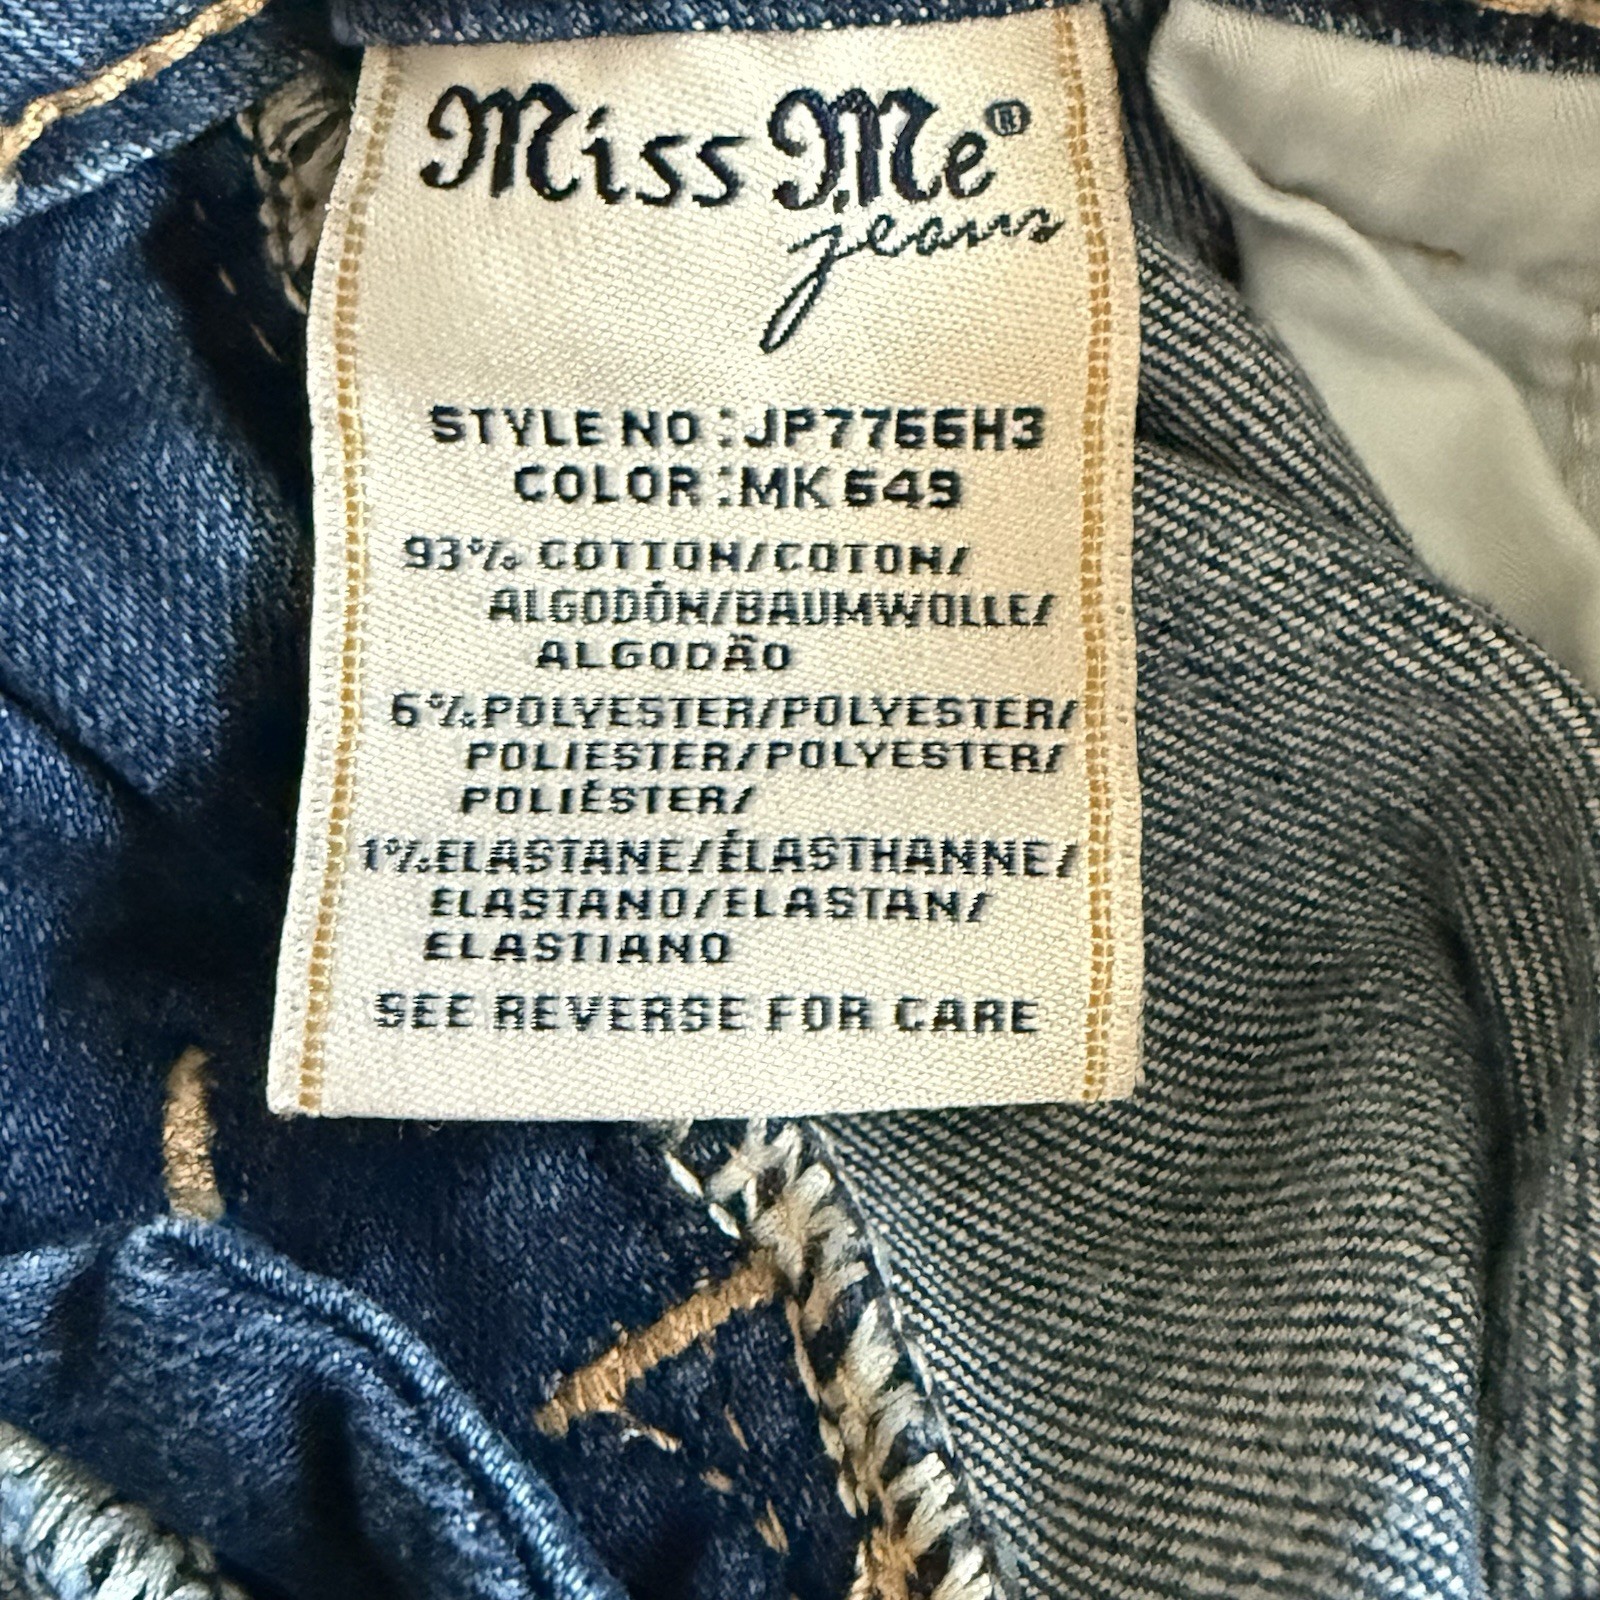 Miss Me®
jeans
STYLE NO : JP7766H3
COLOR : MK 649
93% COTTON/COTON/
ALGODÓN/BAUMWOLLE/
ALGODÃO
6% POLYESTER/POLYESTER/
POLIESTER/POLYESTER/
POLIÉSTER/
1% ELASTANE/ÉLASTHANNE/
ELASTANO/ELASTAN/
ELASTIANO
SEE REVERSE FOR CARE